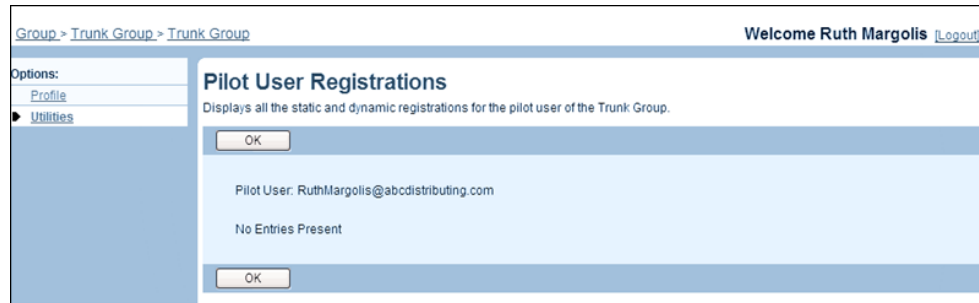 Group > Trunk Group > Trunk Group
Welcome Ruth Margolis [Logout]
Options:
Profile
Utilities
Pilot User Registrations
Displays all the static and dynamic registrations for the pilot user of the Trunk Group.
OK
Pilot User: RuthMargolis@abcdistributing.com
No Entries Present
OK